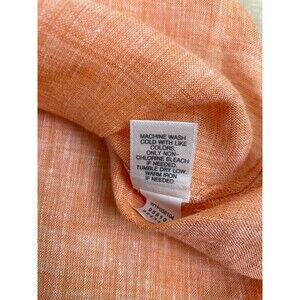 MACHINE WASH
COLD WITH LIKE
COLORS.
ONLY NON-
CHLORINE BLEACH
IF NEEDED.
TUMBLE DRY LOW.
WARM IRON
IF NEEDED